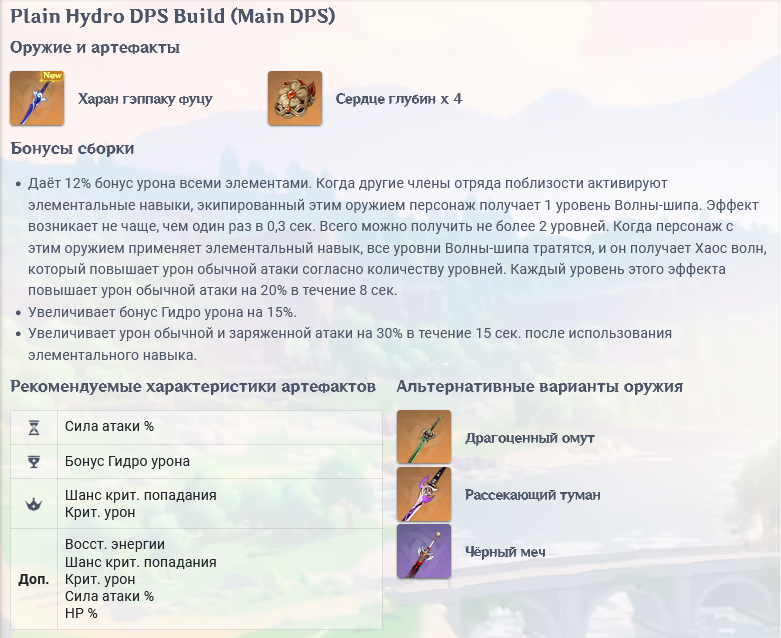 Plain Hydro DPS Build (Main DPS)
Оружие и артефакты
New
Харан гэппаку фуцу
Сердце глубин x 4
Бонусы сборки
Даёт 12% бонус урона всеми элементами. Когда другие члены отряда поблизости активируют
элементальные навыки, экипированный этим оружием персонаж получает 1 уровень Волны-шипа. Эффект
возникает не чаще, чем один раз в 0,3 сек. Всего можно получить не более 2 уровней. Когда персонаж с
этим оружием применяет элементальный навык, все уровни Волны-шипа тратятся, и он получает Хаос волн,
который повышает урон обычной атаки согласно количеству уровней. Каждый уровень этого эффекта
повышает урон обычной атаки на 20% в течение 8 сек.
Увеличивает бонус Гидро урона на 15%.
Увеличивает урон обычной и заряженной атаки на 30% в течение 15 сек. после использования
элементального навыка.
Рекомендуемые характеристики артефактов
Сила атаки %
Бонус Гидро урона
Шанс крит. попадания
Крит. урон
Доп.
Восст. энергии
Шанс крит. попадания
Крит. урон
Сила атаки %
HP %
Альтернативные варианты оружия
Драгоценный омут
Рассекающий туман
Чёрный меч